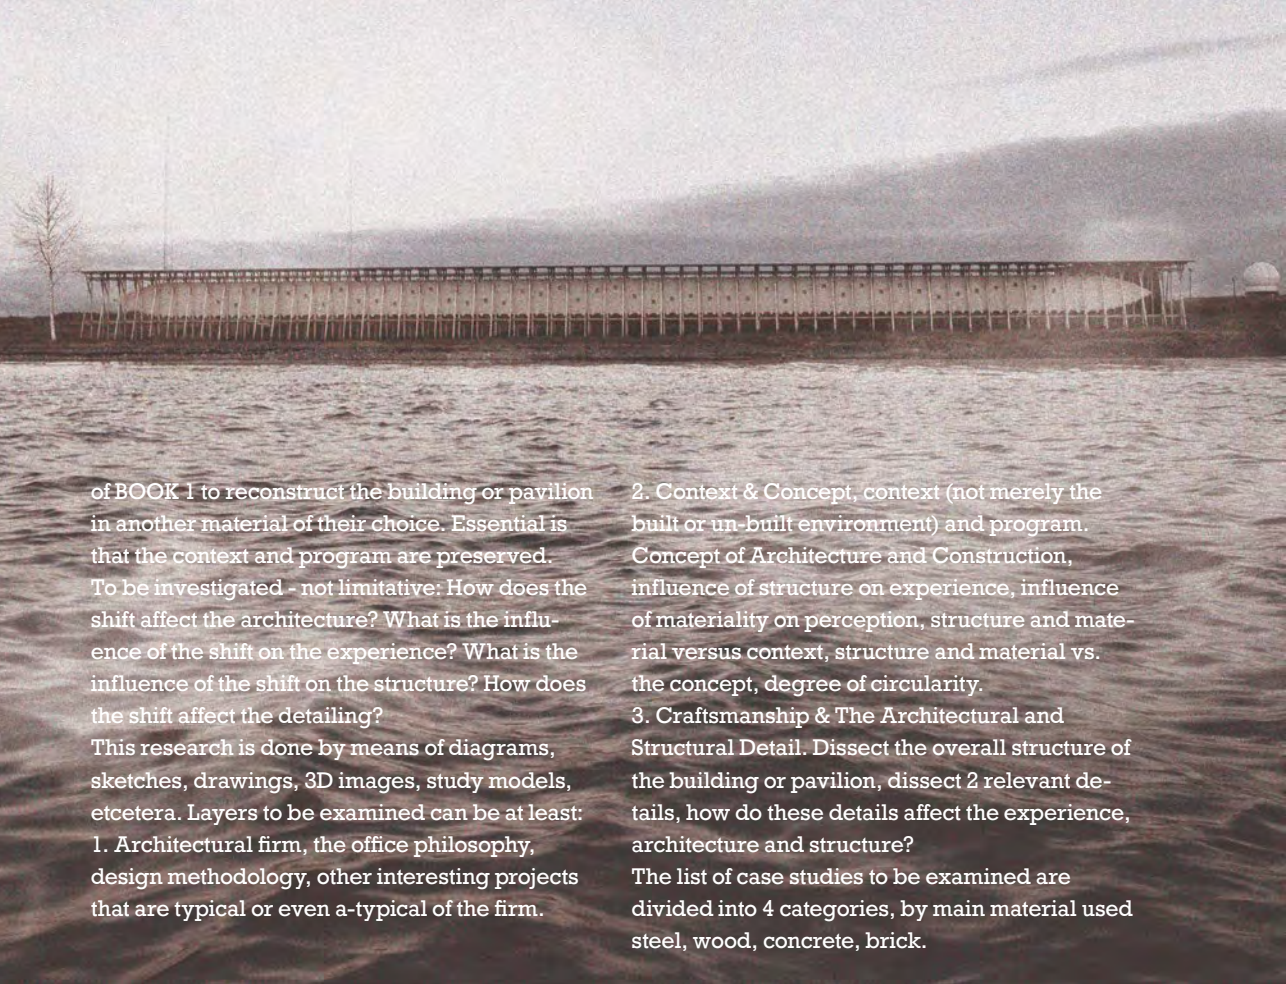 of BOOK 1 to reconstruct the building or pavilion
in another material of their choice. Essential is
that the context and program are preserved.
To be investigated - not limitative: How does the
shift affect the architecture? What is the influ-
ence of the shift on the experience? What is the
influence of the shift on the structure? How does
the shift affect the detailing?
This research is done by means of diagrams,
sketches, drawings, 3D images, study models,
etcetera. Layers to be examined can be at least:
1. Architectural firm, the office philosophy,
design methodology, other interesting projects
that are typical or even a-typical of the firm.
2. Context & Concept, context (not merely the
built or un-built environment) and program.
Concept of Architecture and Construction,
influence of structure on experience, influence
of materiality on perception, structure and mate-
rial versus context, structure and material vs.
the concept, degree of circularity.
3. Craftsmanship & The Architectural and
Structural Detail. Dissect the overall structure of
the building or pavilion, dissect 2 relevant de-
tails, how do these details affect the experience,
architecture and structure?
The list of case studies to be examined are
divided into 4 categories, by main material used
steel, wood, concrete, brick.